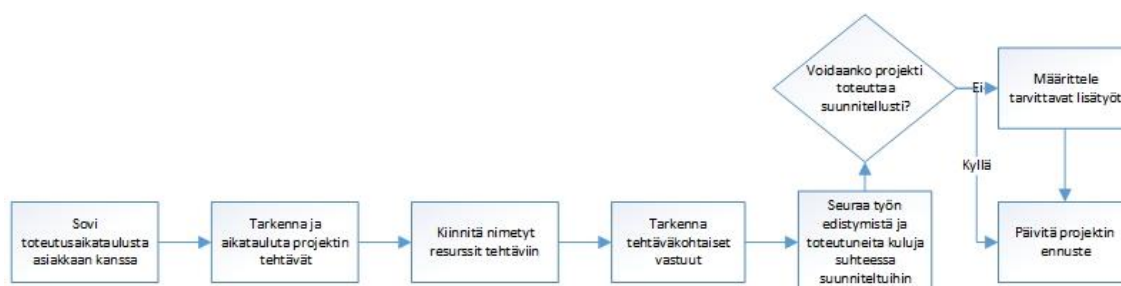 Sovi
toteutusaikataulusta
asiakkaan kanssa
Tarkenna ja
aikatauluta projektin
tehtävät
Kiinnitä nimetyt
resurssit tehtäviin
Tarkenna
tehtäväkohtaiset
vastuut
Seuraa työn
edistymistä ja
toteutuneita kuluja
suhteessa
suunniteltuihin
Voidaanko projekti
toteuttaa
suunnitellusti?
Ei
Määrittele
tarvittavat lisätyöt
Kyllä
Päivitä projektin
ennuste